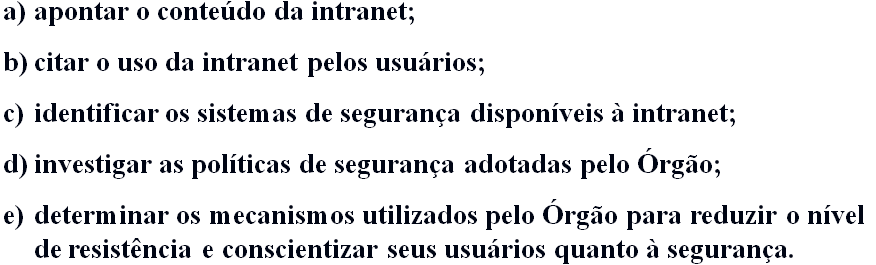 a) apontar o conteúdo da intranet;
b) citar o uso da intranet pelos usuários;
c) identificar os sistemas de segurança disponíveis à intranet;
d) investigar as políticas de segurança adotadas pelo Órgão;
e) determinar os mecanismos utilizados pelo Órgão para reduzir o nível
de resistência e conscientizar seus usuários quanto à segurança.